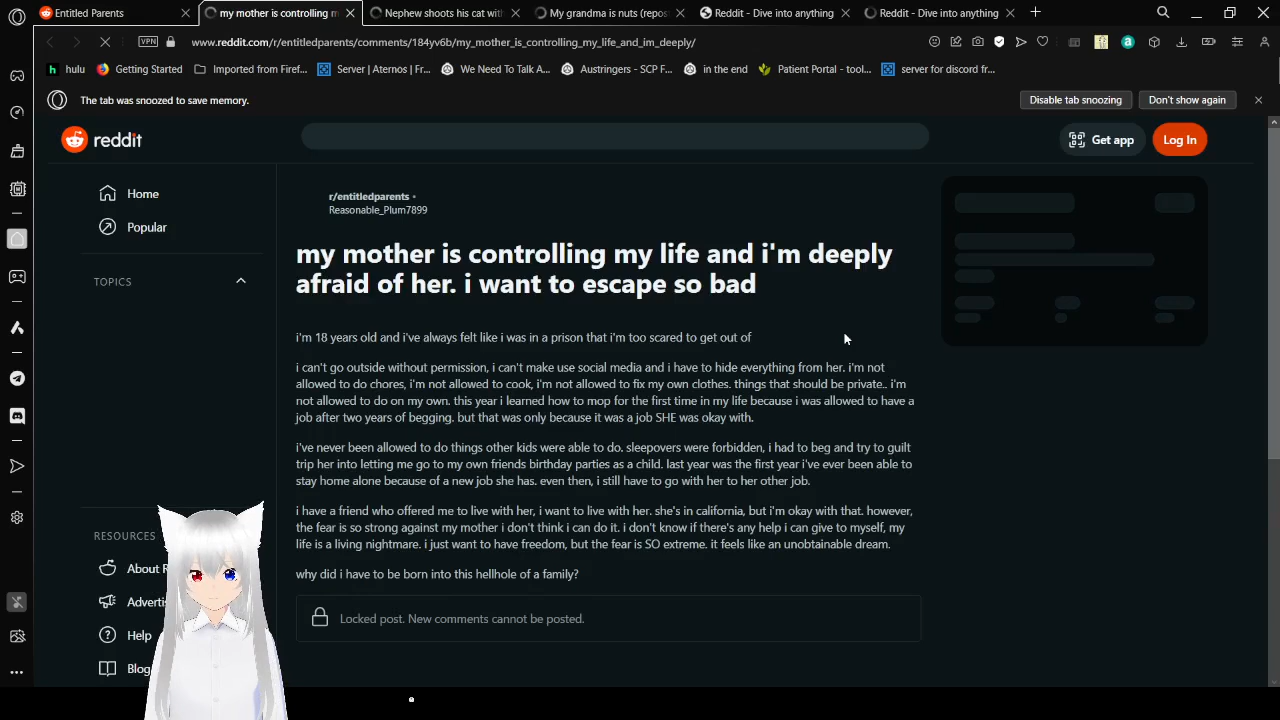 Entitled Parents
my mother is controlling m
Nephew shoots his cat with
My grandma is nuts (repos
Reddit - Dive into anything
Reddit - Dive into anything
VPN
www.reddit.com/r/entitledparents/comments/184yv6b/my_mother_is_controlling_my_life_and_im_deeply/
hulu
Getting Started
Imported from Firef...
Server | Aternos | Fr...
We Need To Talk A...
Austringers - SCP F...
in the end
Patient Portal - tool...
server for discord fr...
The tab was snoozed to save memory.
Disable tab snoozing
Don't show again
reddit
Get app
Log In
Home
Popular
TOPICS
RESOURCES
About R
Adverti
Help
Blog
r/entitledparents •
Reasonable_Plum7899
my mother is controlling my life and i'm deeply
afraid of her. i want to escape so bad
i'm 18 years old and i've always felt like i was in a prison that i'm too scared to get out of
i can't go outside without permission, i can't make use social media and i have to hide everything from her. i'm not
allowed to do chores, i'm not allowed to cook, i'm not allowed to fix my own clothes. things that should be private.. i'm
not allowed to do on my own. this year i learned how to mop for the first time in my life because i was allowed to have a
job after two years of begging. but that was only because it was a job SHE was okay with.
i've never been allowed to do things other kids were able to do. sleepovers were forbidden, i had to beg and try to guilt
trip her into letting me go to my own friends birthday parties as a child. last year was the first year i've ever been able to
stay home alone because of a new job she has. even then, i still have to go with her to her other job.
i have a friend who offered me to live with her, i want to live with her. she's in california, but i'm okay with that. however,
the fear is so strong against my mother i don't think i can do it. i don't know if there's any help i can give to myself, my
life is a living nightmare. i just want to have freedom, but the fear is SO extreme. it feels like an unobtainable dream.
why did i have to be born into this hellhole of a family?
Locked post. New comments cannot be posted.